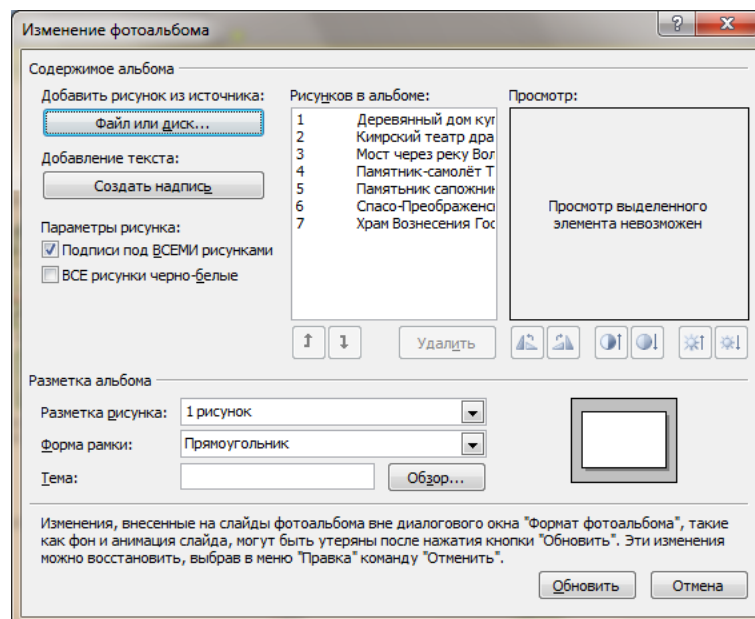 Изменение фотоальбома
Содержимое альбома
Добавить рисунок из источника:
Файл или диск...
Добавление текста:
Создать надпись
Параметры рисунка:
Подписи под ВСЕМИ рисунками
ВСЕ рисунки черно-белые
Рисунков в альбоме:
1 Деревянный дом куп
2 Кимрский театр дра
3 Мост через реку Вол
4 Памятник-самолёт Т
5 Памятьник сапожник
6 Спасо-Преображенс
7 Храм Вознесения Гос
Удалить
Просмотр:
Просмотр выделенного
элемента невозможен
Разметка альбома
Разметка рисунка: 1 рисунок
Форма рамки: Прямоугольник
Тема: Обзор...
Изменения, внесенные на слайды фотоальбома вне диалогового окна "Формат фотоальбома", такие
как фон и анимация слайда, могут быть утеряны после нажатия кнопки "Обновить". Эти изменения
можно восстановить, выбрав в меню "Правка" команду "Отменить".
Обновить Отмена